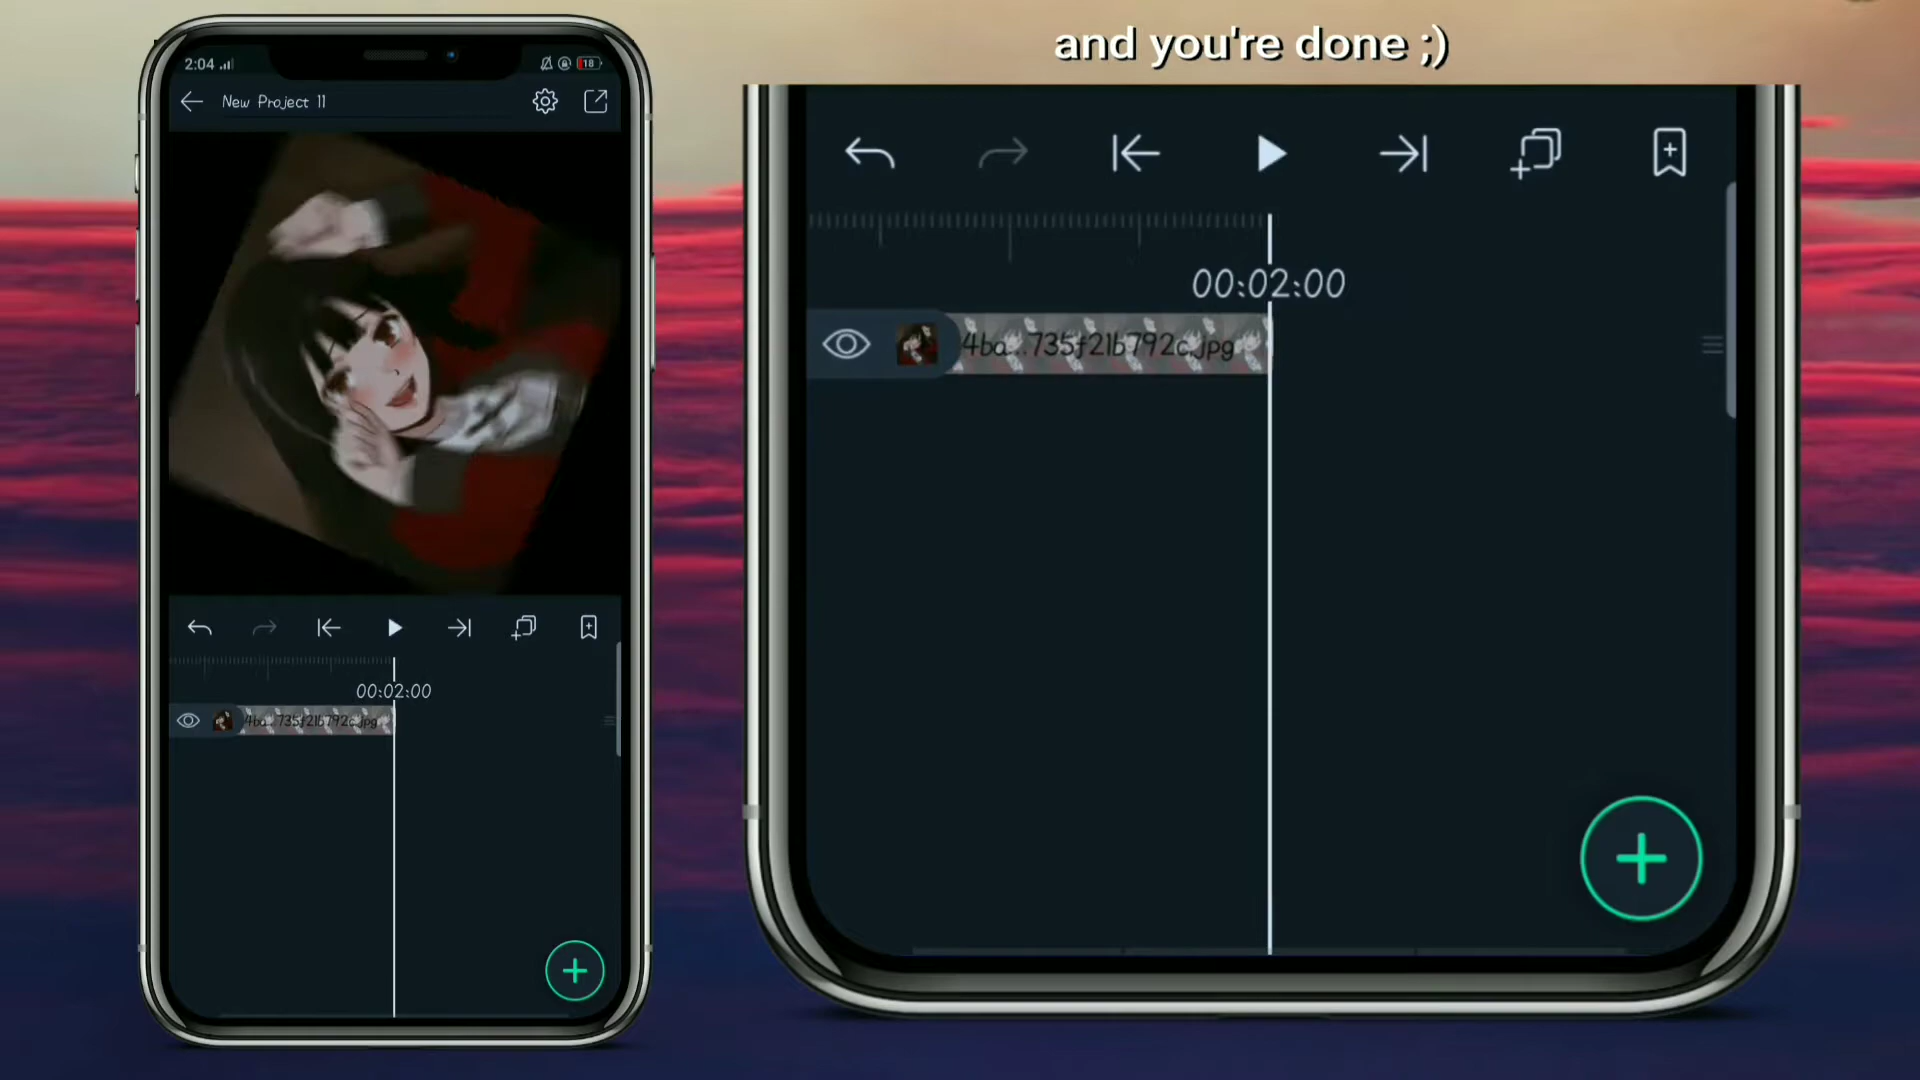 and you're done ;)
2:04
18
New Project 11
00:02:00
4ba...735f21b792c.jpg
00:02:00
4ba...735f21b792c.jpg